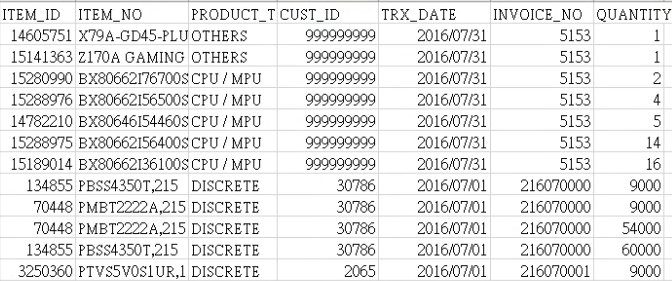 ITEM_ID ITEM_NO PRODUCT_T CUST_ID TRX_DATE INVOICE_NO QUANTITY
14605751 X79A-GD45-PLU OTHERS 999999999 2016/07/31 5153 1
15141363 Z170A GAMING OTHERS 999999999 2016/07/31 5153 1
15280990 BX80662I76700S CPU / MPU 999999999 2016/07/31 5153 2
15288976 BX80662I56500S CPU / MPU 999999999 2016/07/31 5153 4
14782210 BX80646I54460S CPU / MPU 999999999 2016/07/31 5153 5
15288975 BX80662I56400S CPU / MPU 999999999 2016/07/31 5153 14
15189014 BX80662I36100S CPU / MPU 999999999 2016/07/31 5153 16
134855 PBSS4350T,215 DISCRETE 30786 2016/07/01 216070000 9000
70448 PMBT2222A,215 DISCRETE 30786 2016/07/01 216070000 9000
70448 PMBT2222A,215 DISCRETE 30786 2016/07/01 216070000 54000
134855 PBSS4350T,215 DISCRETE 30786 2016/07/01 216070000 60000
3250360 PTVS5V0S1UR,1 DISCRETE 2065 2016/07/01 216070001 9000